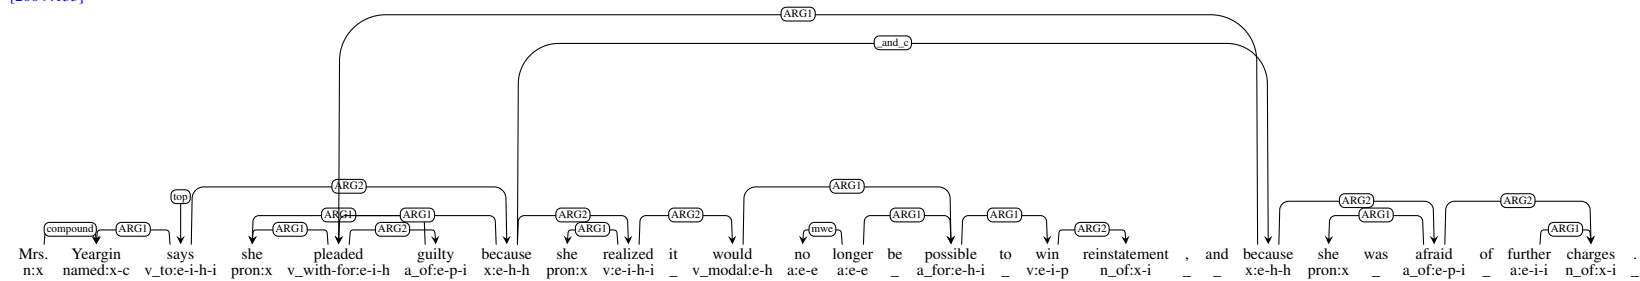 ARG1
_and_c
ARG2 ARG1
top ARG2
ARG1 ARG1 ARG2 ARG2 ARG1 ARG1 ARG1 ARG2
compound ARG1 ARG1 ARG2 ARG1 mwe ARG2 ARG1
Mrs. Yeargin says she pleaded guilty because she realized it would no longer be possible to win reinstatement , and because she was afraid of further charges .
n:x named:x-c v_to:e-i-h-i pron:x v_with-for:e-i-h a_of:e-p-i x:e-h-h pron:x v:e-i-h-i _ v_modal:e-h a:e-e a:e-e _ a_for:e-h-i _ v:e-i-p n_of:x-i _ _ x:e-h-h pron:x _ a_of:e-p-i _ a:e-i-i n_of:x-i _